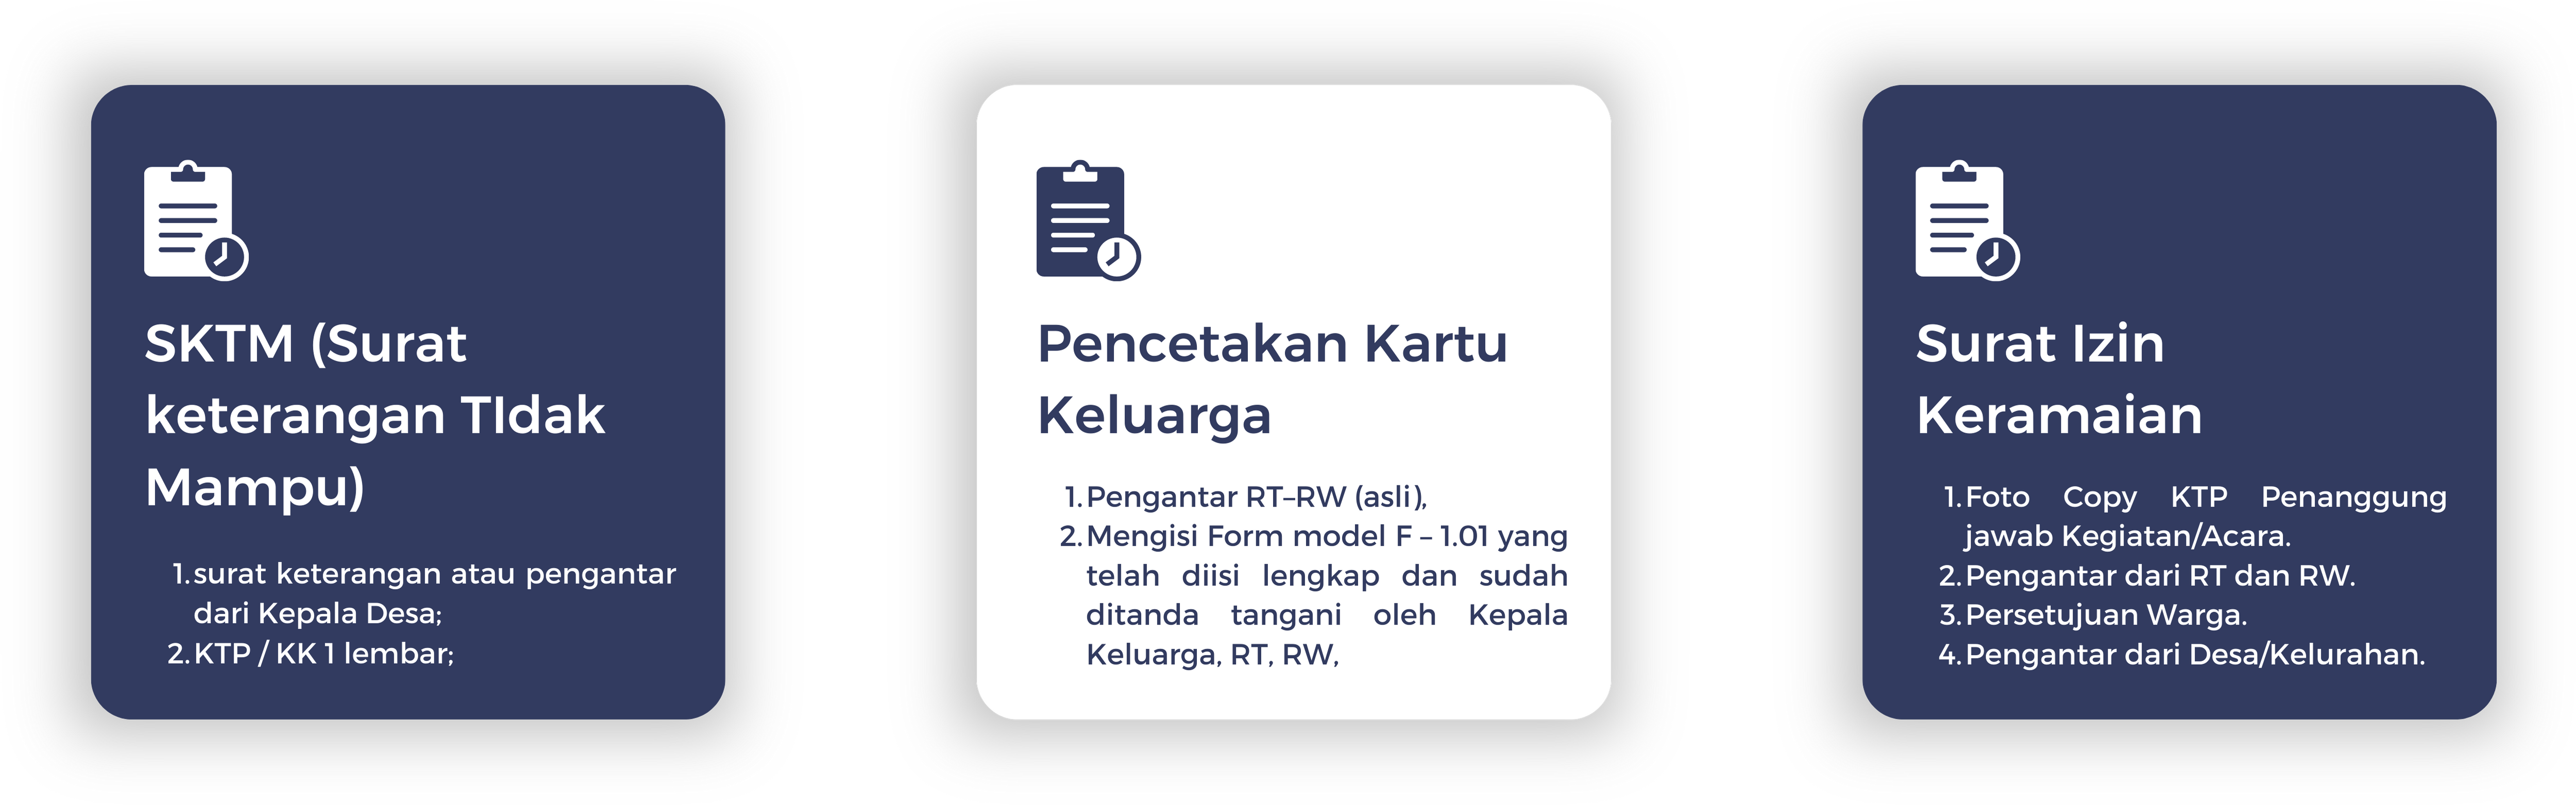 SKTM (Surat
keterangan TIdak
Mampu)
1. surat keterangan atau pengantar
dari Kepala Desa;
2. KTP / KK 1 lembar;
Pencetakan Kartu
Keluarga
1. Pengantar RT–RW (asli),
2. Mengisi Form model F – 1.01 yang
telah diisi lengkap dan sudah
ditanda tangani oleh Kepala
Keluarga, RT, RW,
Surat Izin
Keramaian
1. Foto Copy KTP Penanggung
jawab Kegiatan/Acara.
2. Pengantar dari RT dan RW.
3. Persetujuan Warga.
4. Pengantar dari Desa/Kelurahan.